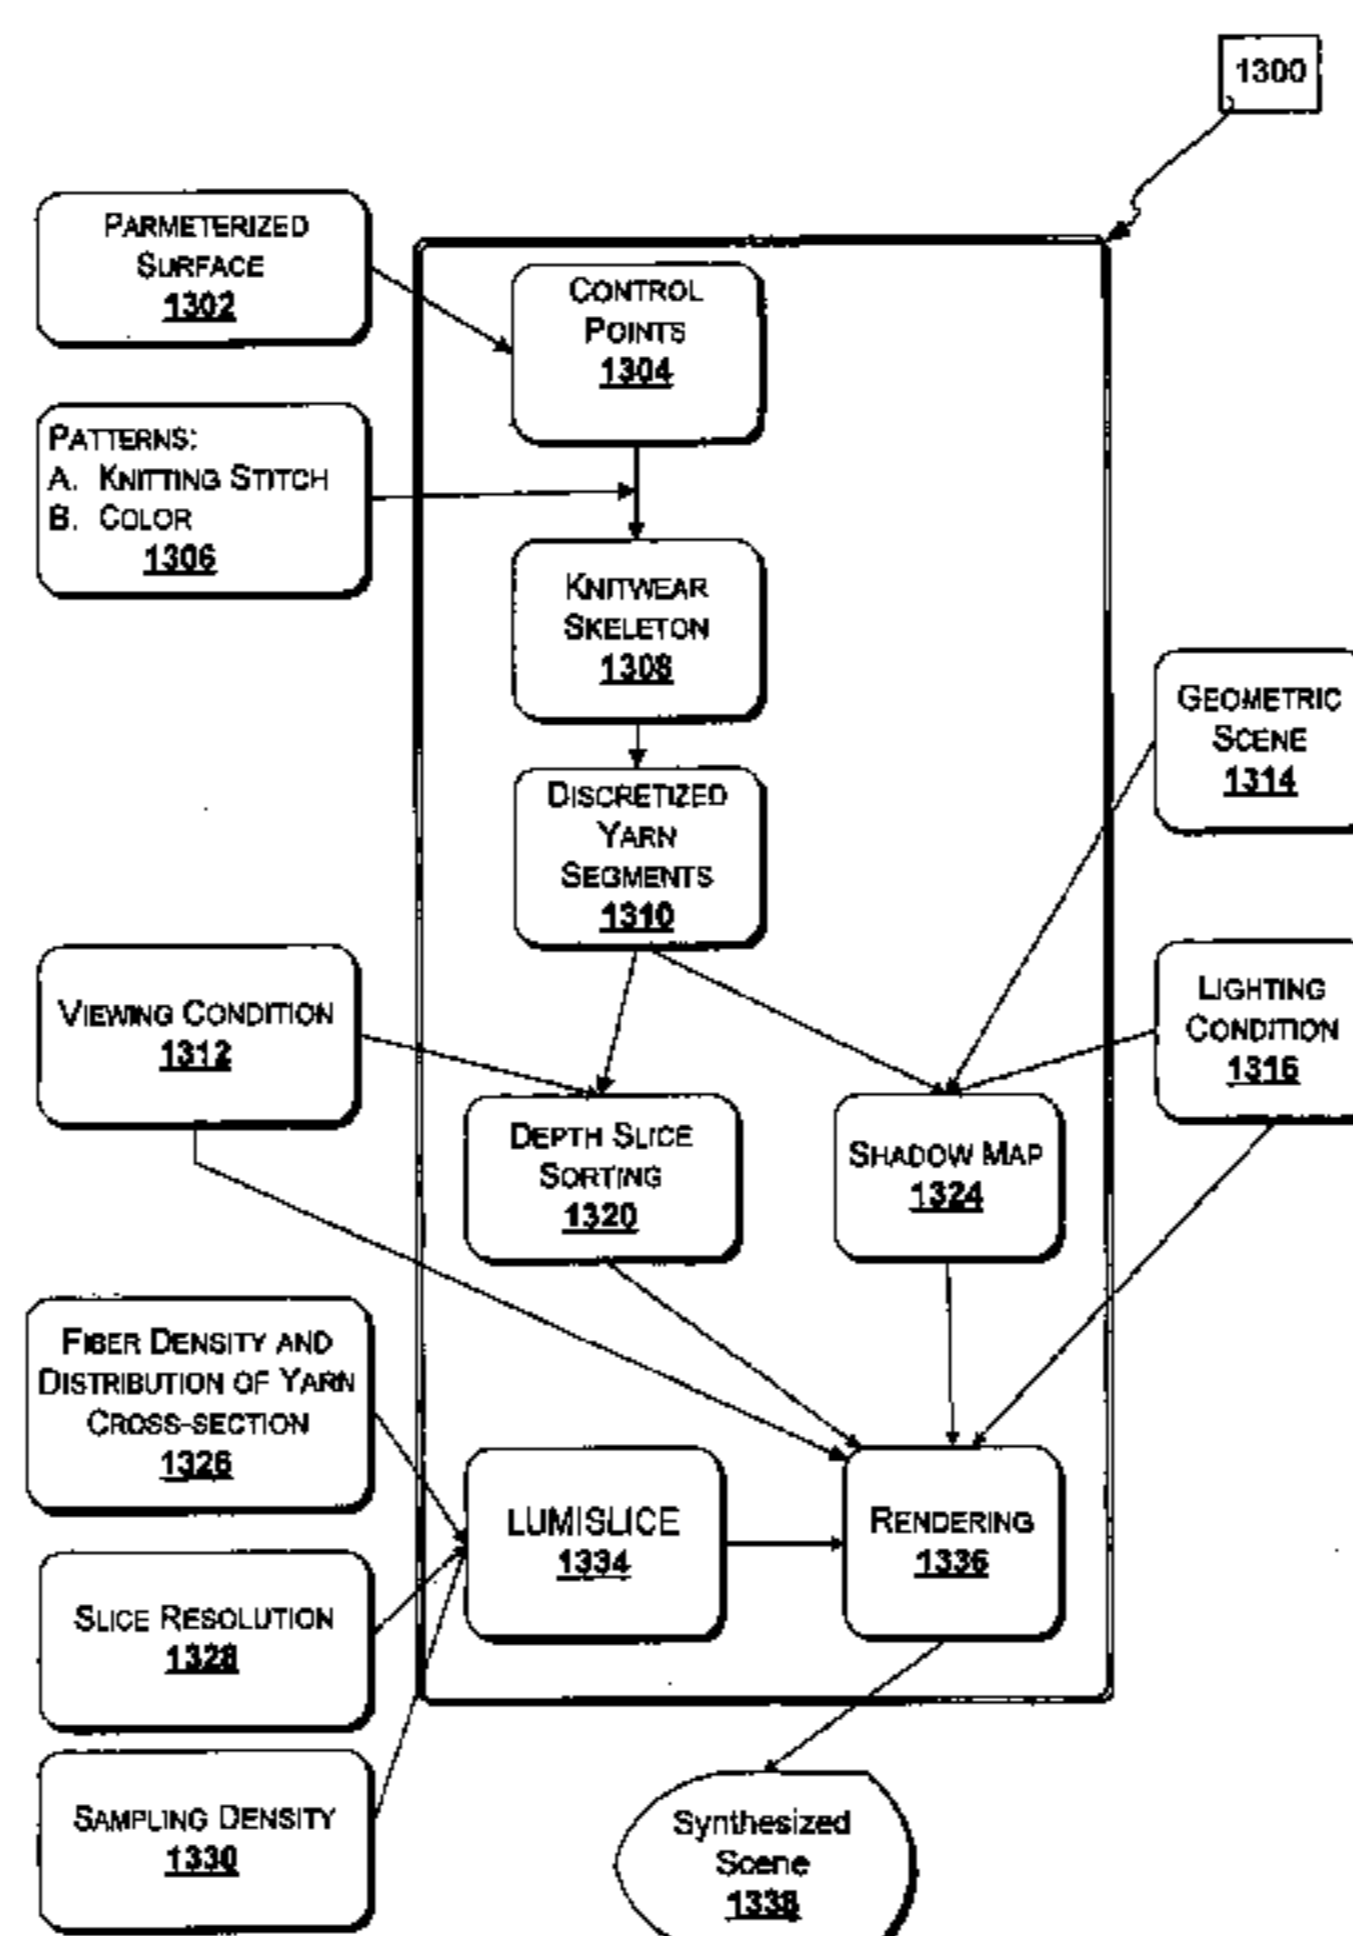 1300
PARMETERIZED
SURFACE
1302
CONTROL
POINTS
1304
PATTERNS:
A. KNITTING STITCH
B. COLOR
1306
KNITWEAR
SKELETON
1308
GEOMETRIC
SCENE
1314
DISCRETIZED
YARN
SEGMENTS
1310
VIEWING CONDITION
1312
LIGHTING
CONDITION
1316
DEPTH SLICE
SORTING
1320
SHADOW MAP
1324
FIBER DENSITY AND
DISTRIBUTION OF YARN
CROSS-SECTION
1326
LUMISLICE
1334
RENDERING
1336
SLICE RESOLUTION
1328
SAMPLING DENSITY
1330
Synthesized
Scene
1338